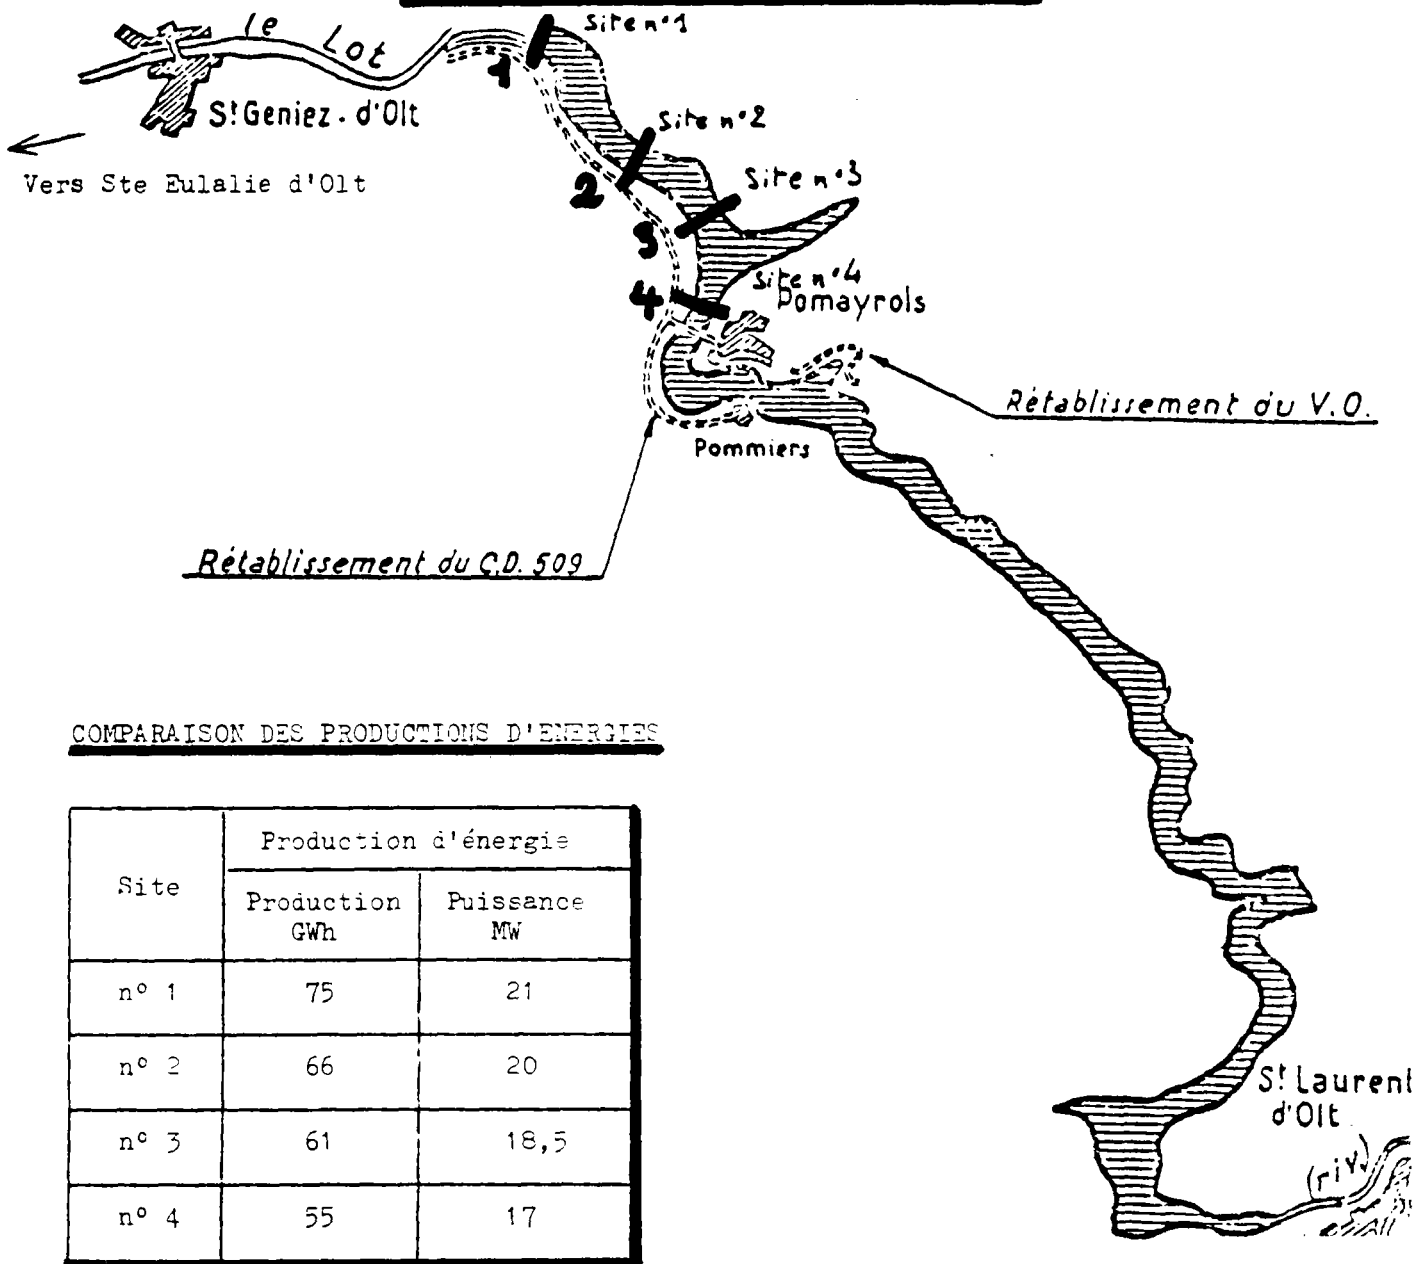 le Lot
Site n°1
1
St Geniez. d'Olt
Site n°2
Vers Ste Eulalie d'Olt
2
Site n°3
3
Site n°4
4
Pomayrols
Rétablissement du V.O.
Pommiers
Rétablissement du C.D. 509
COMPARAISON DES PRODUCTIONS D'ENERGIES
Site
Production d'énergie
Production
GWh
Puissance
MW
n° 1 75 21
n° 2 66 20
n° 3 61 18,5
n° 4 55 17
St Laurent
d'Olt
(riv)